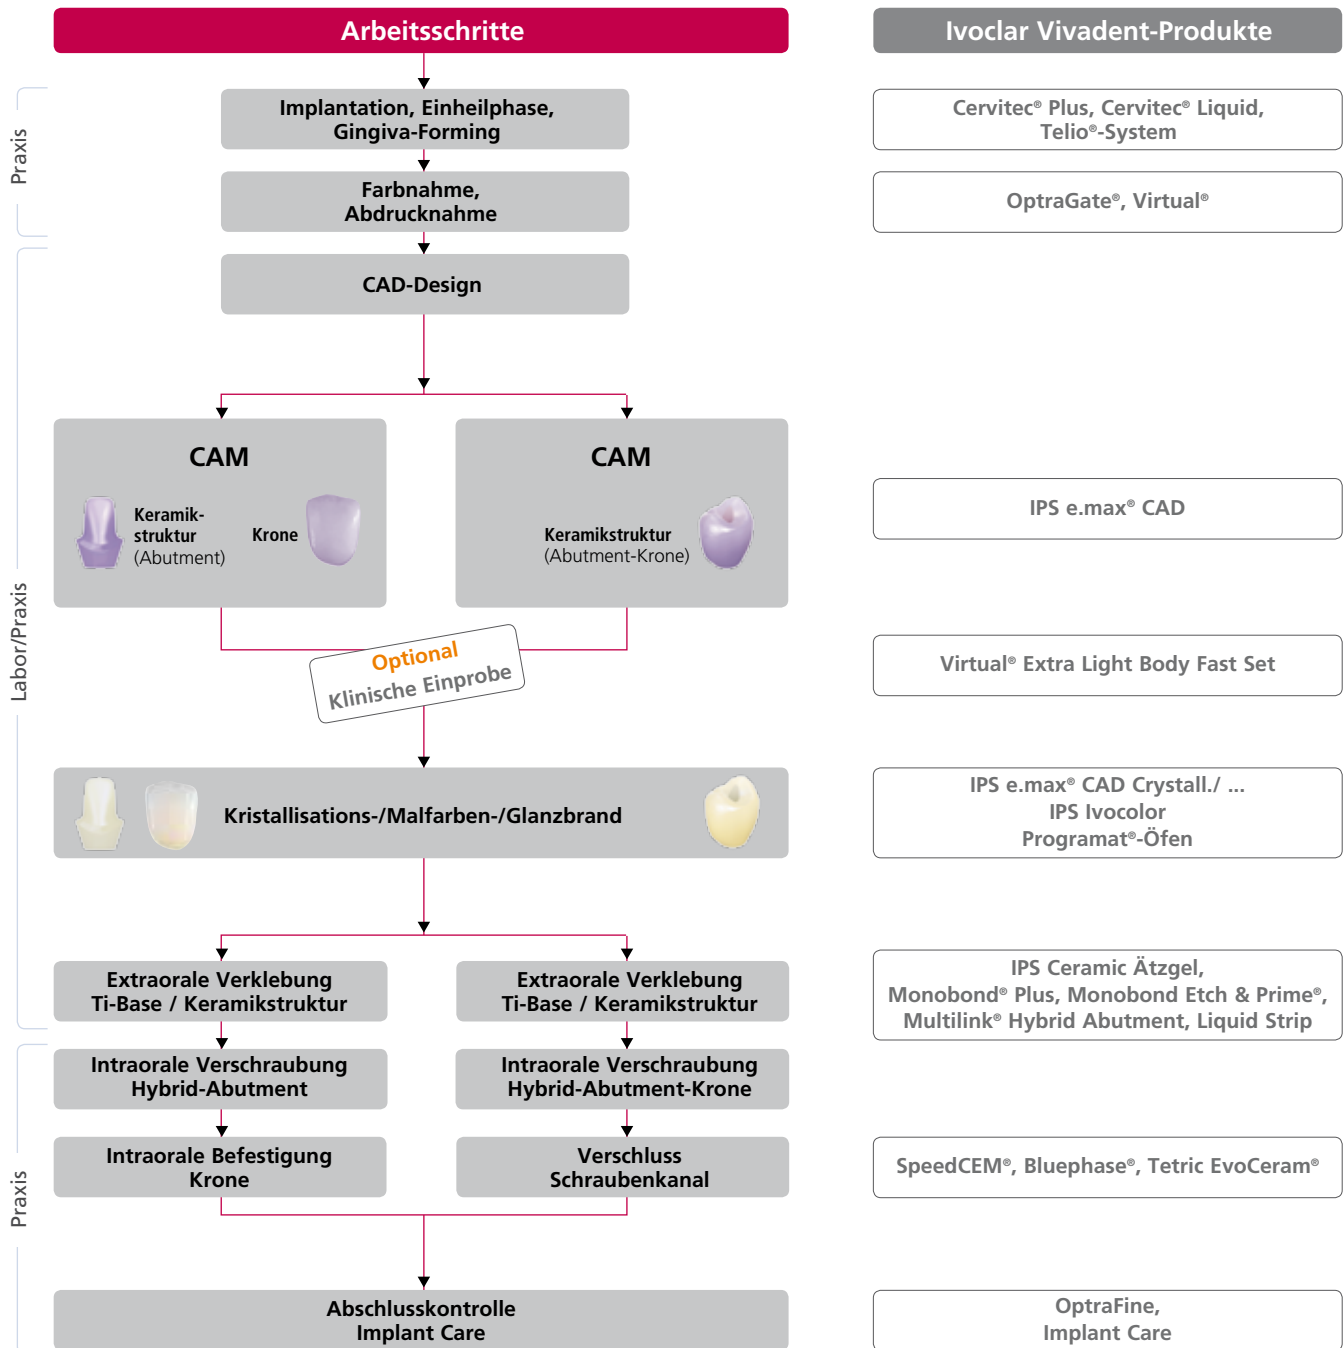 Arbeitsschritte
Ivoclar Vivadent-Produkte
Praxis
Implantation, Einheilphase,
Gingiva-Forming
Cervitec® Plus, Cervitec® Liquid,
Telio®-System
Farbnahme,
Abdrucknahme
OptraGate®, Virtual®
Labor/Praxis
CAD-Design
CAM
Keramik-
struktur
(Abutment)
Krone
CAM
Keramikstruktur
(Abutment-Krone)
IPS e.max® CAD
Optional
Klinische Einprobe
Virtual® Extra Light Body Fast Set
Kristallisations-/Malfarben-/Glanzbrand
IPS e.max® CAD Crystall./ ...
IPS Ivocolor
Programat®-Öfen
Extraorale Verklebung
Ti-Base / Keramikstruktur
Extraorale Verklebung
Ti-Base / Keramikstruktur
IPS Ceramic Ätzgel,
Monobond® Plus, Monobond Etch & Prime®,
Multilink® Hybrid Abutment, Liquid Strip
Praxis
Intraorale Verschraubung
Hybrid-Abutment
Intraorale Verschraubung
Hybrid-Abutment-Krone
Intraorale Befestigung
Krone
Verschluss
Schraubenkanal
SpeedCEM®, Bluephase®, Tetric EvoCeram®
Abschlusskontrolle
Implant Care
OptraFine,
Implant Care